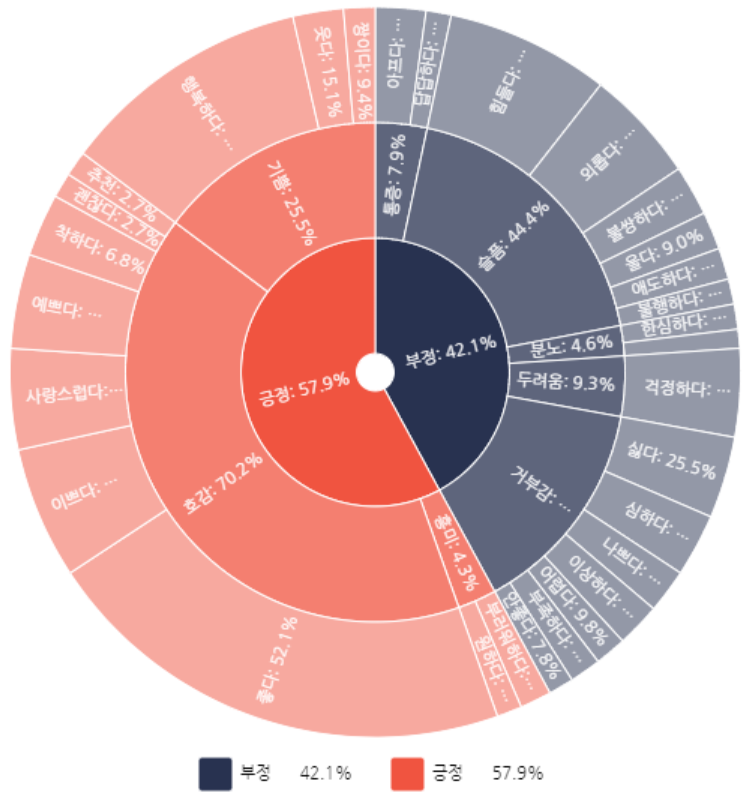 부정: 42.1%
긍정: 57.9%
통증: 7.9%
슬픔: 44.4%
분노: 4.6%
두려움: 9.3%
거부감: ...
흥미: 4.3%
호감: 70.2%
기쁨: 25.5%
아프다: ...
답답하다: ...
힘들다: ...
외롭다: ...
불쌍하다: ...
울다: 9.0%
애도하다: ...
불행하다: ...
한심하다: ...
걱정하다: ...
싫다: 25.5%
심하다: ...
나쁘다: ...
이상하다: ...
어렵다: 9.8%
부족하다: ...
안좋다: 7.8%
부러워하다:...
원하다: ...
좋다: 52.1%
이쁘다: ...
사랑스럽다:...
예쁘다: ...
착하다: 6.8%
괜찮다: 2.7%
추천: 2.7%
행복하다: ...
웃다: 15.1%
짱이다: 9.4%
부정 42.1% 긍정 57.9%